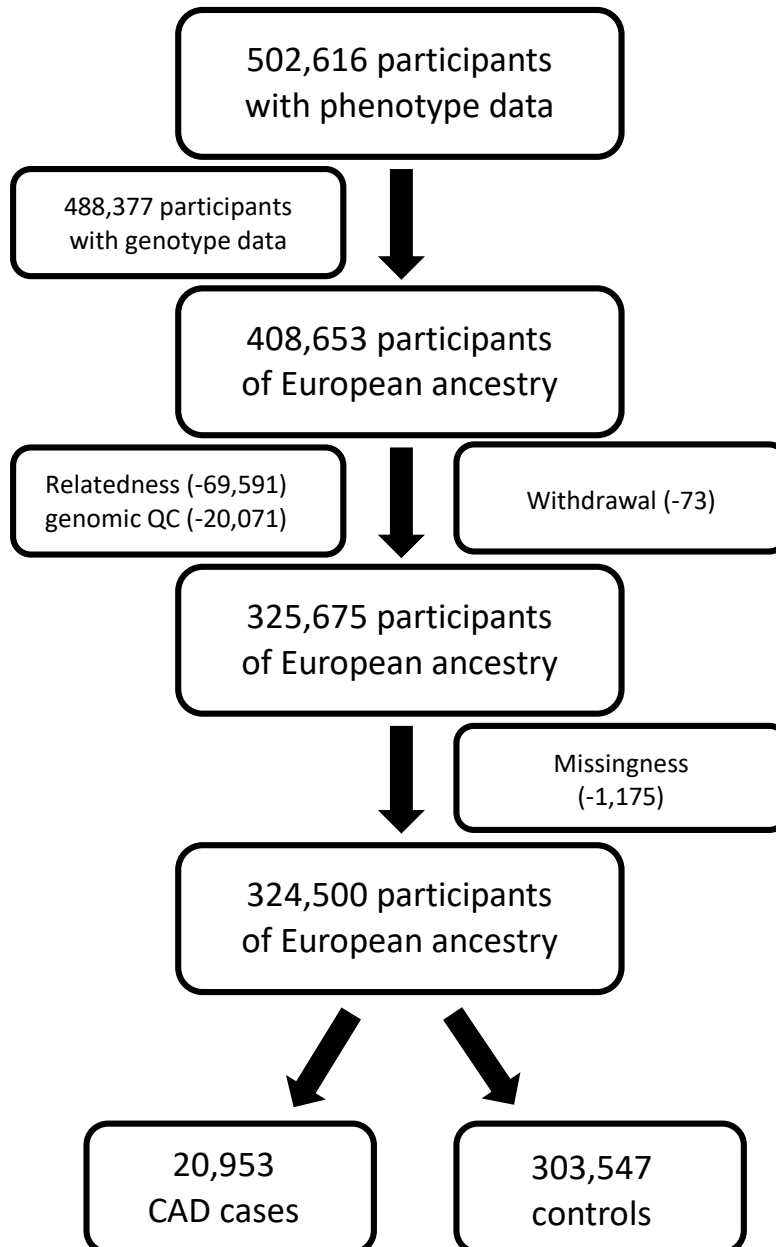 502,616 participants
with phenotype data
488,377 participants
with genotype data
408,653 participants
of European ancestry
Relatedness (-69,591)
genomic QC (-20,071)
Withdrawal (-73)
325,675 participants
of European ancestry
Missingness
(-1,175)
324,500 participants
of European ancestry
20,953
CAD cases
303,547
controls